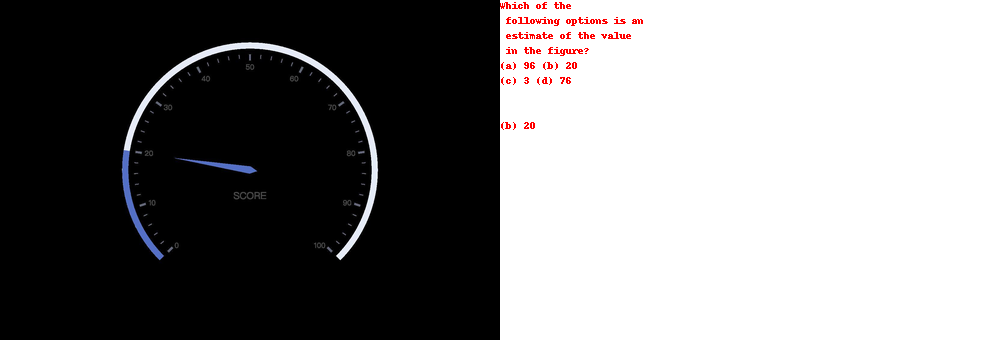 50
40
60
30
70
20
80
SCORE
10
90
0
100
Which of the
following options is an
estimate of the value
in the figure?
(a) 96 (b) 20
(c) 3 (d) 76
(b) 20